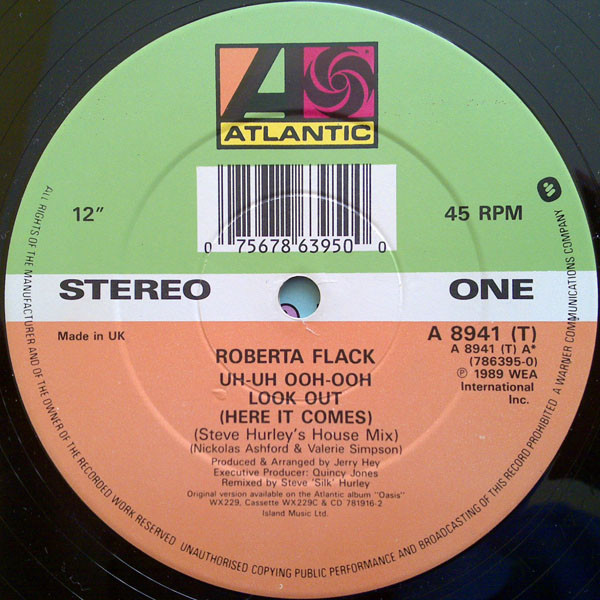 ATLANTIC
12"
45 RPM
0 75678 63950 0
STEREO
ONE
Made in UK
A 8941 (T)
A 8941 (T) A*
(786395-0)
℗ 1989 WEA
International
Inc.
ROBERTA FLACK
UH-UH OOH-OOH
LOOK OUT
(HERE IT COMES)
(Steve Hurley's House Mix)
(Nickolas Ashford & Valerie Simpson)
Produced & Arranged by Jerry Hey
Executive Producer: Quincy Jones
Remixed by Steve 'Silk' Hurley
Original version available on the Atlantic album "Oasis"
WX229, Cassette WX229C & CD 781916-2
Island Music Ltd.
ALL RIGHTS OF THE MANUFACTURER AND OF THE OWNER OF THE RECORDED WORK RESERVED UNAUTHORISED COPYING PUBLIC PERFORMANCE AND BROADCASTING OF THIS RECORD PROHIBITED A WARNER COMMUNICATIONS COMPANY